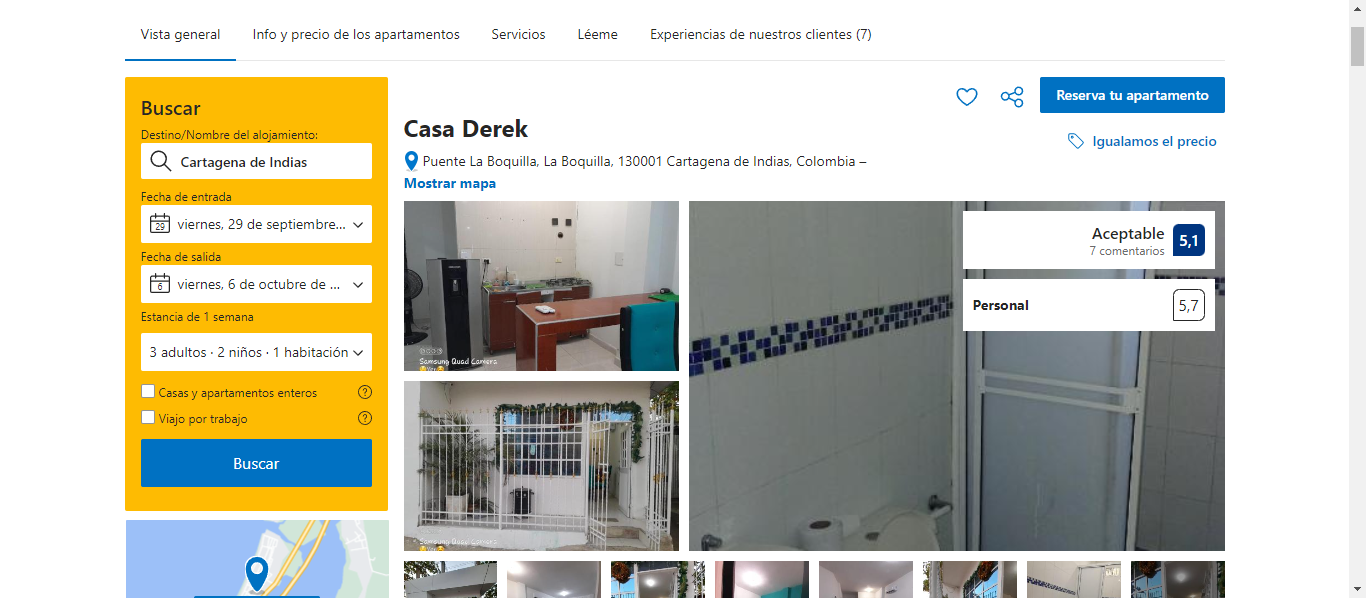 Vista general
Info y precio de los apartamentos
Servicios
Léeme
Experiencias de nuestros clientes (7)
Buscar
Destino/Nombre del alojamiento:
Cartagena de Indias
Fecha de entrada
29
viernes, 29 de septiembre...
Fecha de salida
6
viernes, 6 de octubre de ...
Estancia de 1 semana
3 adultos · 2 niños · 1 habitación
Casas y apartamentos enteros
?
Viajo por trabajo
?
Buscar
Reserva tu apartamento
Casa Derek
Igualamos el precio
Puente La Boquilla, La Boquilla, 130001 Cartagena de Indias, Colombia –
Mostrar mapa
Samsung Quad Camera
Aceptable
5,1
7 comentarios
Personal
5,7
Samsung Quad Camera